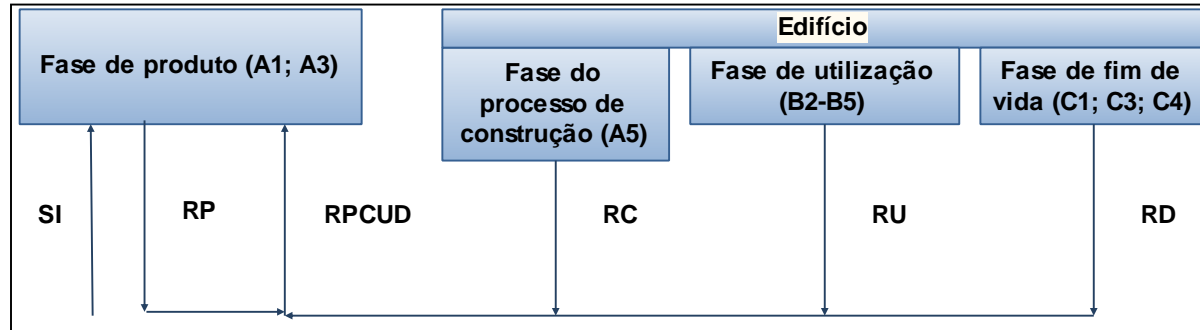 Fase de produto (A1; A3)
Edifício
Fase do
processo de
construção (A5)
Fase de utilização
(B2-B5)
Fase de fim de
vida (C1; C3; C4)
SI
RP
RPCUD
RC
RU
RD